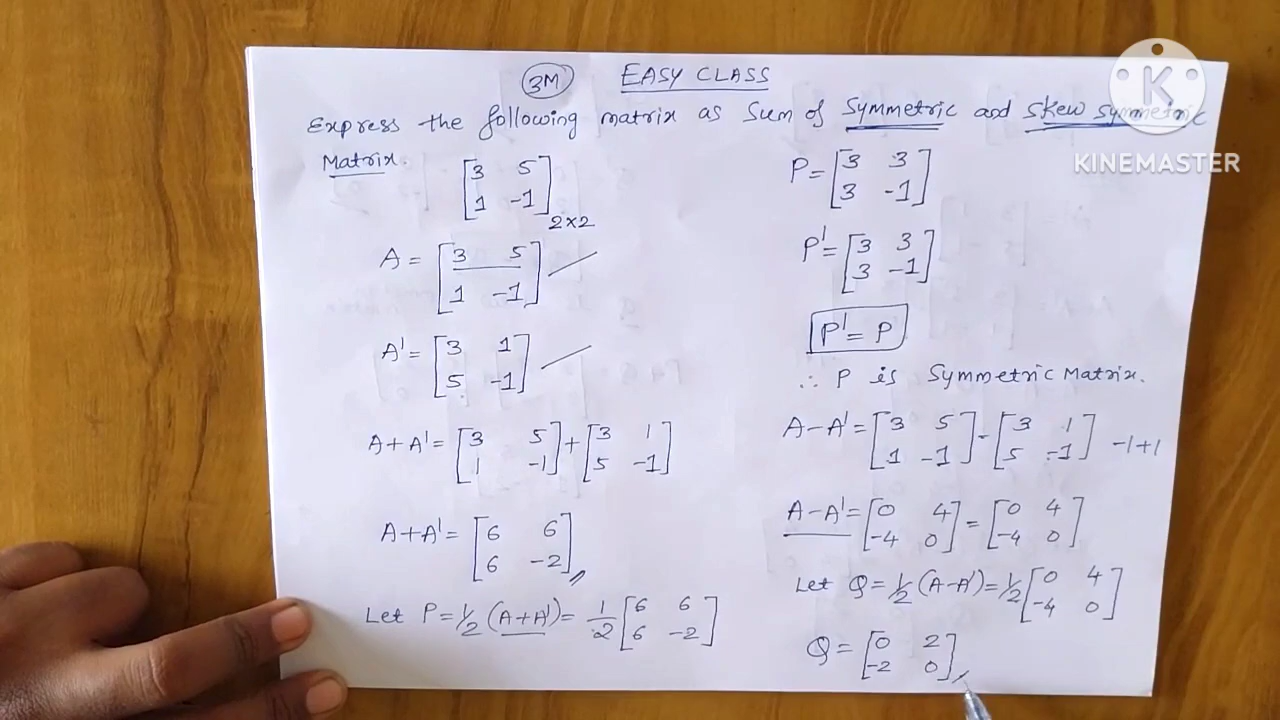 3M EASY CLASS
Express the following matrix as Sum of Symmetric and Skew symmetric
Matrix.
[3 5
1 -1] 2×2
A = [3 5
1 -1]
A' = [3 1
5 -1]
A+A' = [3 5
1 -1] + [3 1
5 -1]
A+A' = [6 6
6 -2]
Let P = 1/2 (A+A') = 1/2 [6 6
6 -2]
P = [3 3
3 -1]
P' = [3 3
3 -1]
P' = P
∴ P is Symmetric Matrix.
A-A' = [3 5
1 -1] - [3 1
5 -1] -1+1
A-A' = [0 4
-4 0] = [0 4
-4 0]
Let Q = 1/2 (A-A') = 1/2 [0 4
-4 0]
Q = [0 2
-2 0]
K
KINEMASTER